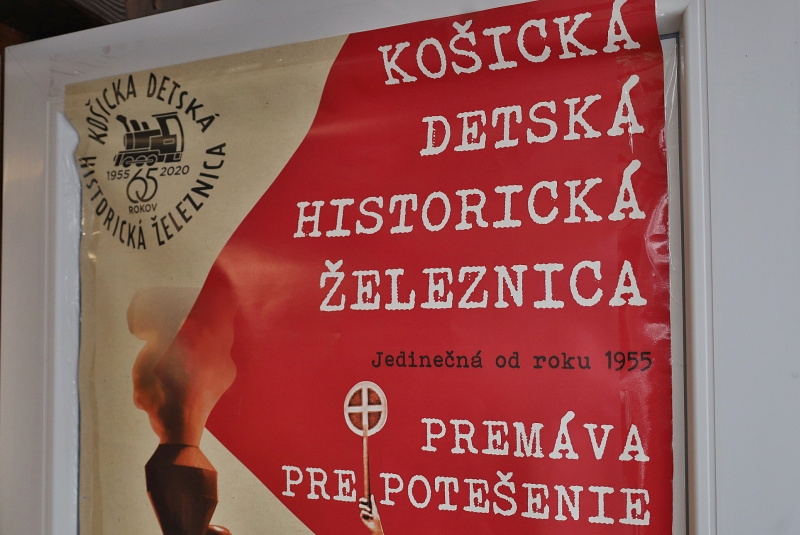 KOŠICKÁ DETSKÁ
1955 2020
65
ROKOV
HISTORICKÁ ŽELEZNICA
KOŠICKÁ
DETSKÁ
HISTORICKÁ
ŽELEZNICA
Jedinečná od roku 1955
PREMÁVA
PRE POTEŠENIE